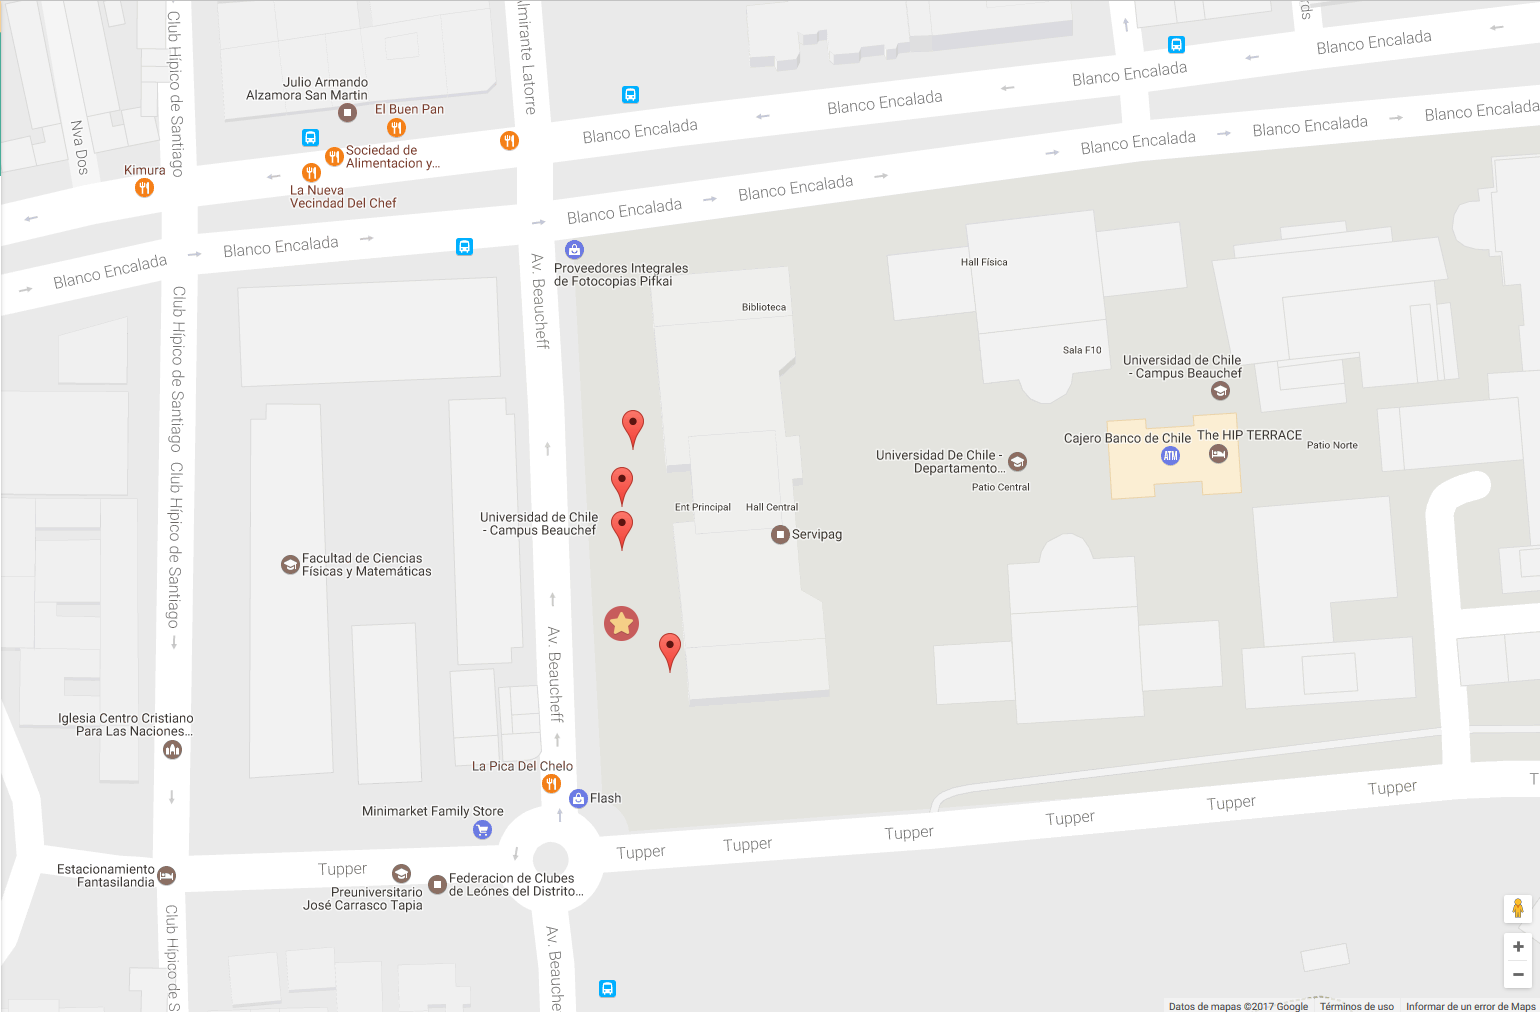 Club Hípico de Santiago
Almirante Latorre
Blanco Encalada
Julio Armando
Alzamora San Martin
El Buen Pan
Blanco Encalada
Blanco Encalada
Blanco Encalada
Nva Dos
Sociedad de
Alimentacion y...
Kimura
La Nueva
Vecindad Del Chef
Blanco Encalada
Blanco Encalada
Blanco Encalada
Blanco Encalada
Blanco Encalada
Blanco Encalada
Blanco Encalada
Proveedores Integrales
de Fotocopias Pifkai
Hall Física
Av. Beaucheff
Club Hípico de Santiago
Biblioteca
Sala F10
Universidad de Chile
- Campus Beauchef
Cajero Banco de Chile
ATM
The HIP TERRACE
Patio Norte
Universidad De Chile -
Departamento...
Patio Central
Club Hípico de Santiago
Ent Principal
Hall Central
Universidad de Chile
- Campus Beauchef
Servipag
Facultad de Ciencias
Físicas y Matemáticas
Av. Beaucheff
Iglesia Centro Cristiano
Para Las Naciones...
La Pica Del Chelo
Flash
Minimarket Family Store
Tupper
Tupper
Tupper
Tupper
Tupper
Tupper
Tupper
Estacionamiento
Fantasilandia
Preuniversitario
José Carrasco Tapia
Federacion de Clubes
de Leónes del Distrito...
Club Hípico de S
Av. Beauche
Datos de mapas ©2017 Google
Términos de uso
Informar de un error de Maps